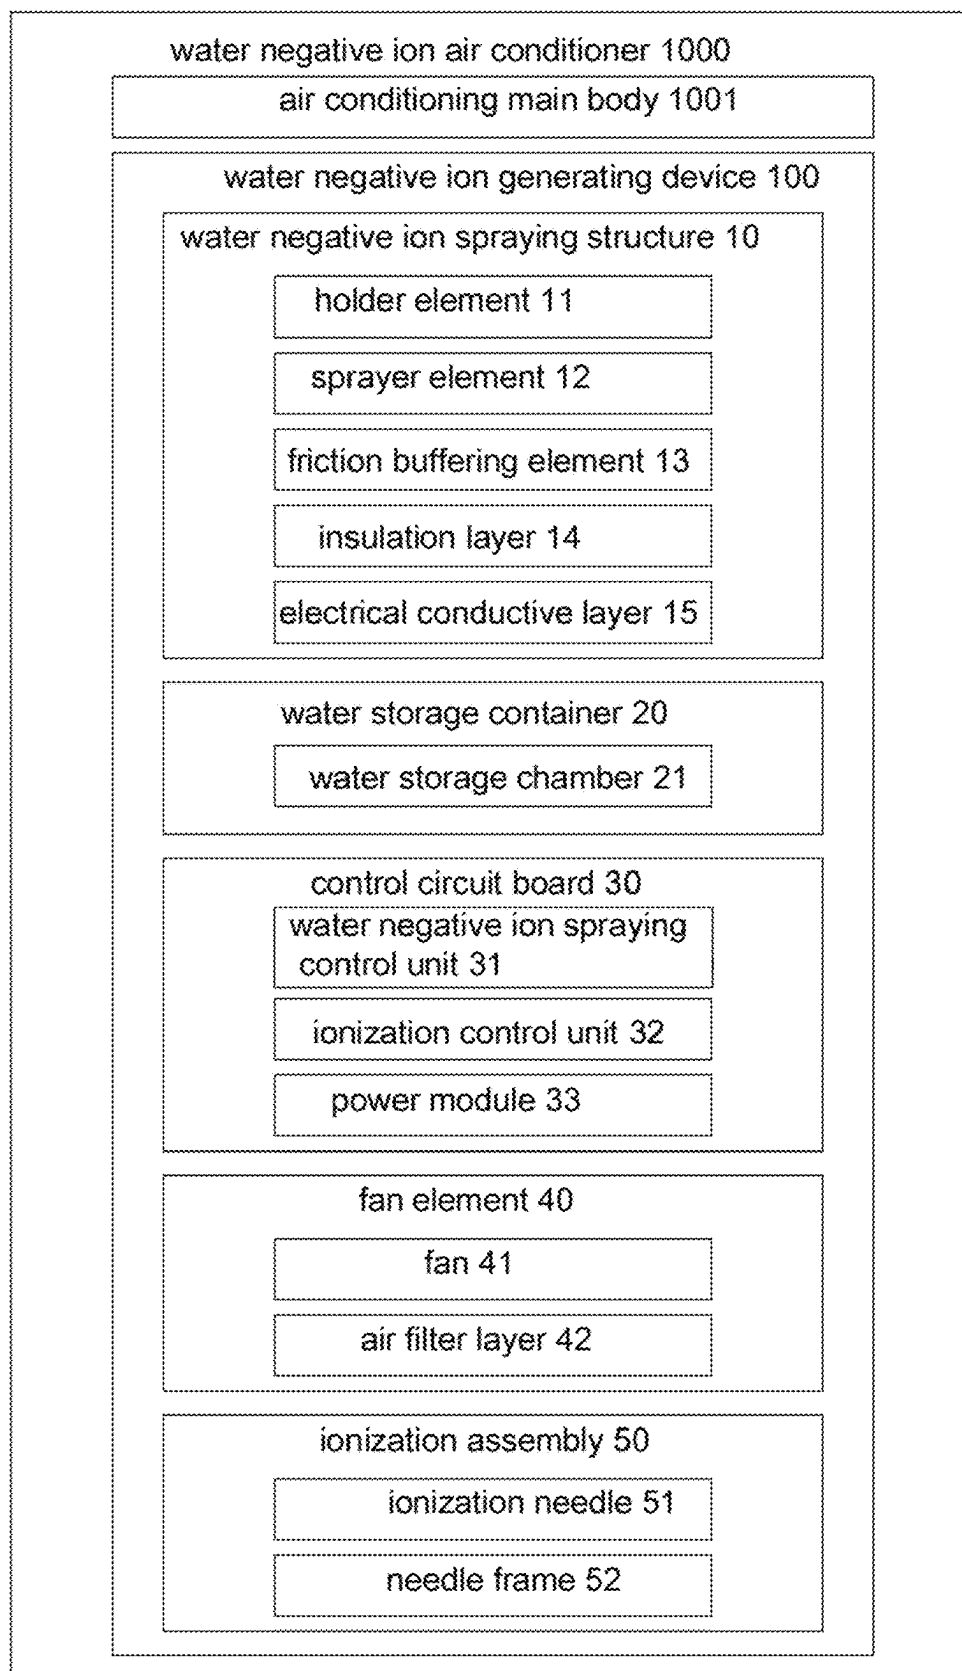 water negative ion air conditioner 1000
air conditioning main body 1001
water negative ion generating device 100
water negative ion spraying structure 10
holder element 11
sprayer element 12
friction buffering element 13
insulation layer 14
electrical conductive layer 15
water storage container 20
water storage chamber 21
control circuit board 30
water negative ion spraying
control unit 31
ionization control unit 32
power module 33
fan element 40
fan 41
air filter layer 42
ionization assembly 50
ionization needle 51
needle frame 52